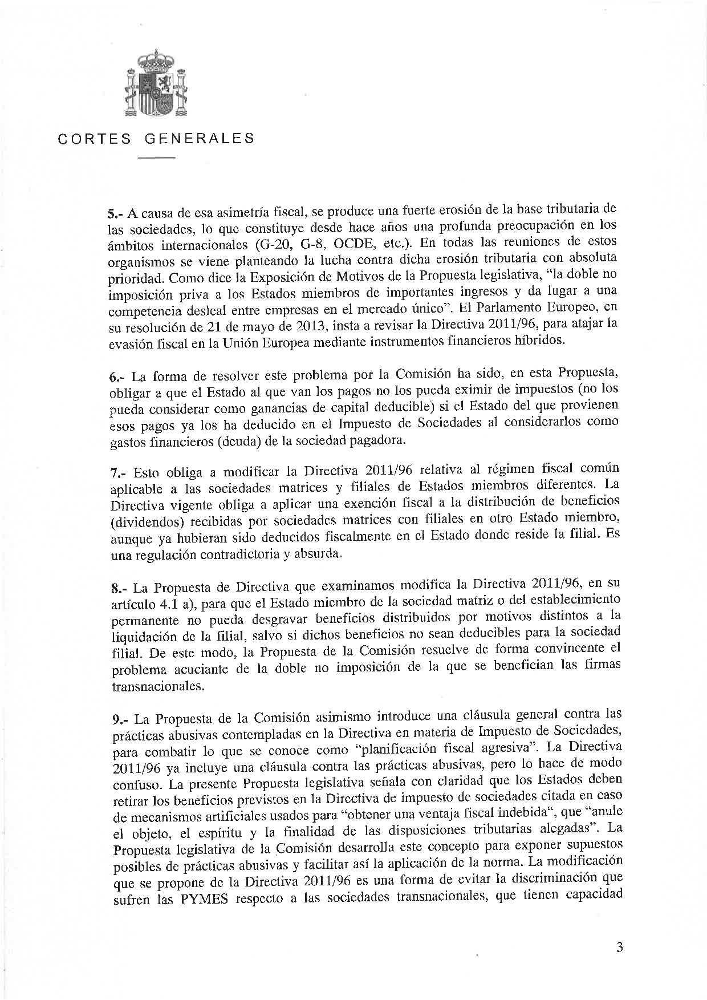 CORTES GENERALES
5.- A causa de esa asimetría fiscal, se produce una fuerte erosión de la base tributaria de
las sociedades, lo que constituye desde hace años una profunda preocupación en los
ámbitos internacionales (G-20, G-8, OCDE, etc.). En todas las reuniones de estos
organismos se viene planteando la lucha contra dicha erosión tributaria con absoluta
prioridad. Como dice la Exposición de Motivos de la Propuesta legislativa, “la doble no
imposición priva a los Estados miembros de importantes ingresos y da lugar a una
competencia desleal entre empresas en el mercado único”. El Parlamento Europeo, en
su resolución de 21 de mayo de 2013, insta a revisar la Directiva 2011/96, para atajar la
evasión fiscal en la Unión Europea mediante instrumentos financieros híbridos.
6.- La forma de resolver este problema por la Comisión ha sido, en esta Propuesta,
obligar a que el Estado al que van los pagos no los pueda eximir de impuestos (no los
pueda considerar como ganancias de capital deducible) si el Estado del que provienen
esos pagos ya los ha deducido en el Impuesto de Sociedades al considerarlos como
gastos financieros (deuda) de la sociedad pagadora.
7.- Esto obliga a modificar la Directiva 2011/96 relativa al régimen fiscal común
aplicable a las sociedades matrices y filiales de Estados miembros diferentes. La
Directiva vigente obliga a aplicar una exención fiscal a la distribución de beneficios
(dividendos) recibidas por sociedades matrices con filiales en otro Estado miembro,
aunque ya hubieran sido deducidos fiscalmente en el Estado donde reside la filial. Es
una regulación contradictoria y absurda.
8.- La Propuesta de Directiva que examinamos modifica la Directiva 2011/96, en su
artículo 4.1 a), para que el Estado miembro de la sociedad matriz o del establecimiento
permanente no pueda desgravar beneficios distribuidos por motivos distintos a la
liquidación de la filial, salvo si dichos beneficios no sean deducibles para la sociedad
filial. De este modo, la Propuesta de la Comisión resuelve de forma convincente el
problema acuciante de la doble no imposición de la que se benefician las firmas
transnacionales.
9.- La Propuesta de la Comisión asimismo introduce una cláusula general contra las
prácticas abusivas contempladas en la Directiva en materia de Impuesto de Sociedades,
para combatir lo que se conoce como “planificación fiscal agresiva”. La Directiva
2011/96 ya incluye una cláusula contra las prácticas abusivas, pero lo hace de modo
confuso. La presente Propuesta legislativa señala con claridad que los Estados deben
retirar los beneficios previstos en la Directiva de impuesto de sociedades citada en caso
de mecanismos artificiales usados para “obtener una ventaja fiscal indebida“, que “anule
el objeto, el espíritu y la finalidad de las disposiciones tributarias alegadas”. La
Propuesta legislativa de la Comisión desarrolla este concepto para exponer supuestos
posibles de prácticas abusivas y facilitar así la aplicación de la norma. La modificación
que se propone de la Directiva 2011/96 es una forma de evitar la discriminación que
sufren las PYMES respecto a las sociedades transnacionales, que tienen capacidad
3